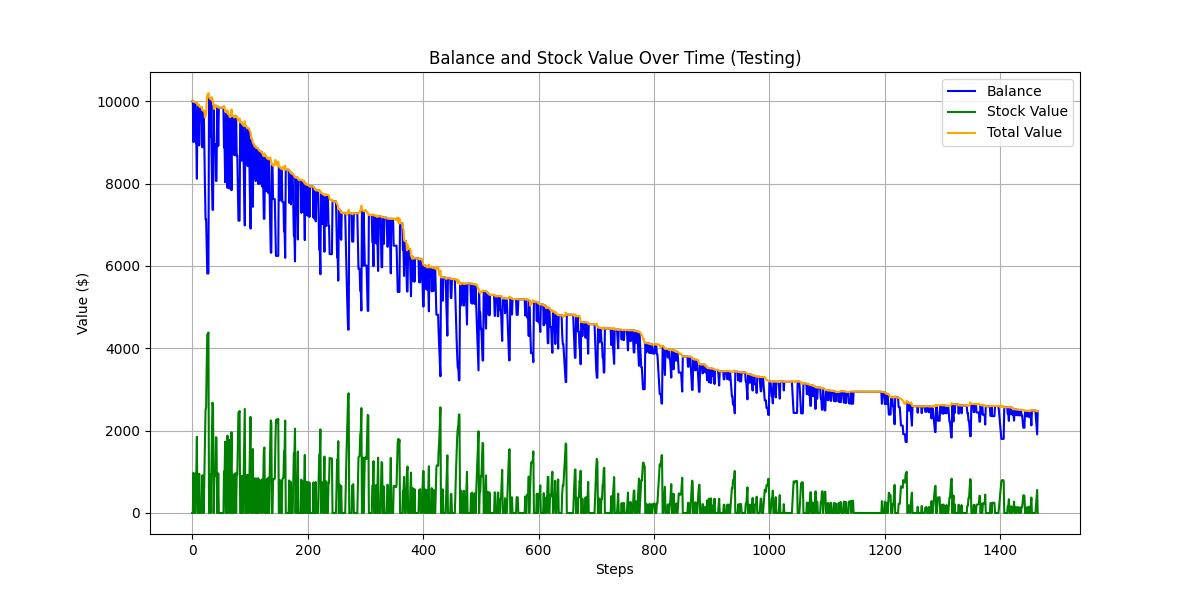 Balance and Stock Value Over Time (Testing)
Balance
Stock Value
Total Value
Value ($)
10000
8000
6000
4000
2000
0
0 200 400 600 800 1000 1200 1400
Steps